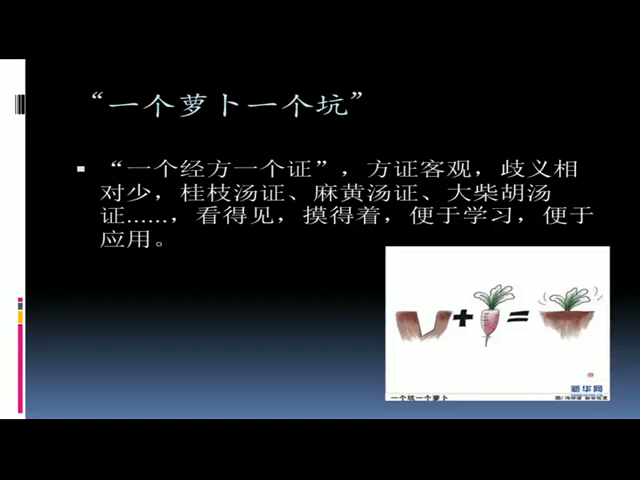 “一个萝卜一个坑”
“一个经方一个证”，方证客观，歧义相
对少，桂枝汤证、麻黄汤证、大柴胡汤
证......，看得见，摸得着，便于学习，便于
应用。
新华网
一个坑一个萝卜